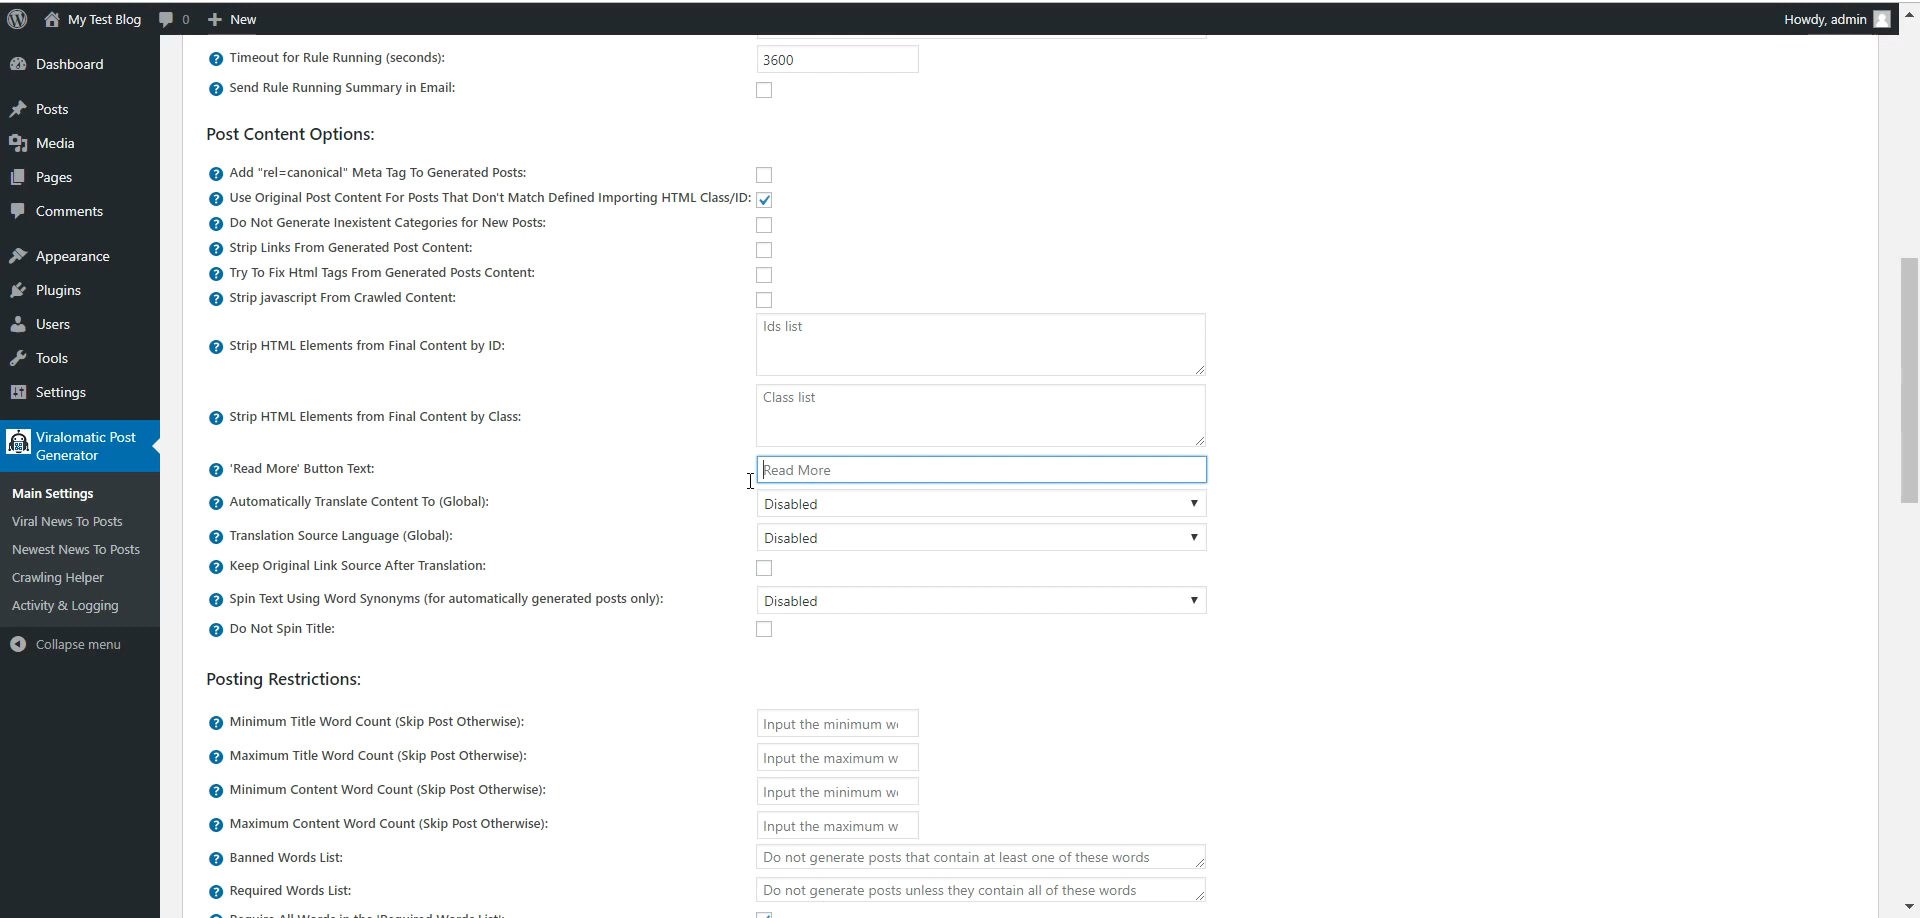 My Test Blog 0 New Howdy, admin
Dashboard
Posts
Media
Pages
Comments
Appearance
Plugins
Users
Tools
Settings
Viralomatic Post
Generator
Main Settings
Viral News To Posts
Newest News To Posts
Crawling Helper
Activity & Logging
Collapse menu
Timeout for Rule Running (seconds): 3600
Send Rule Running Summary in Email:
Post Content Options:
Add "rel=canonical" Meta Tag To Generated Posts:
Use Original Post Content For Posts That Don't Match Defined Importing HTML Class/ID:
Do Not Generate Inexistent Categories for New Posts:
Strip Links From Generated Post Content:
Try To Fix Html Tags From Generated Posts Content:
Strip javascript From Crawled Content:
Strip HTML Elements from Final Content by ID: Ids list
Strip HTML Elements from Final Content by Class: Class list
'Read More' Button Text: Read More
Automatically Translate Content To (Global): Disabled
Translation Source Language (Global): Disabled
Keep Original Link Source After Translation:
Spin Text Using Word Synonyms (for automatically generated posts only): Disabled
Do Not Spin Title:
Posting Restrictions:
Minimum Title Word Count (Skip Post Otherwise): Input the minimum w
Maximum Title Word Count (Skip Post Otherwise): Input the maximum w
Minimum Content Word Count (Skip Post Otherwise): Input the minimum w
Maximum Content Word Count (Skip Post Otherwise): Input the maximum w
Banned Words List: Do not generate posts that contain at least one of these words
Required Words List: Do not generate posts unless they contain all of these words
Require All Words in the 'Required Words List':